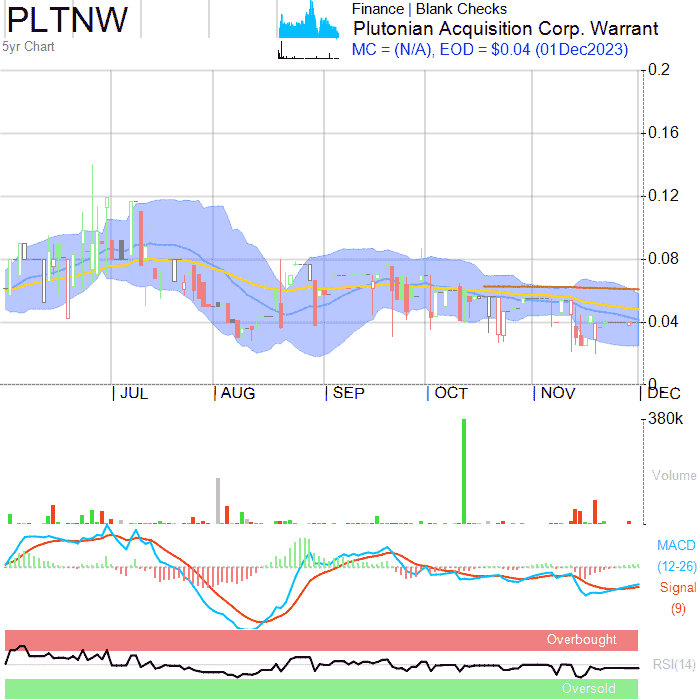 PLTNW
5yr Chart
Finance | Blank Checks
Plutonian Acquisition Corp. Warrant
MC = (N/A), EOD = $0.04 (01Dec2023)
0.2
0.16
0.12
0.08
0.04
0
JUL AUG SEP OCT NOV DEC
380k
Volume
MACD
(12-26)
Signal
(9)
Overbought
RSI(14)
Oversold